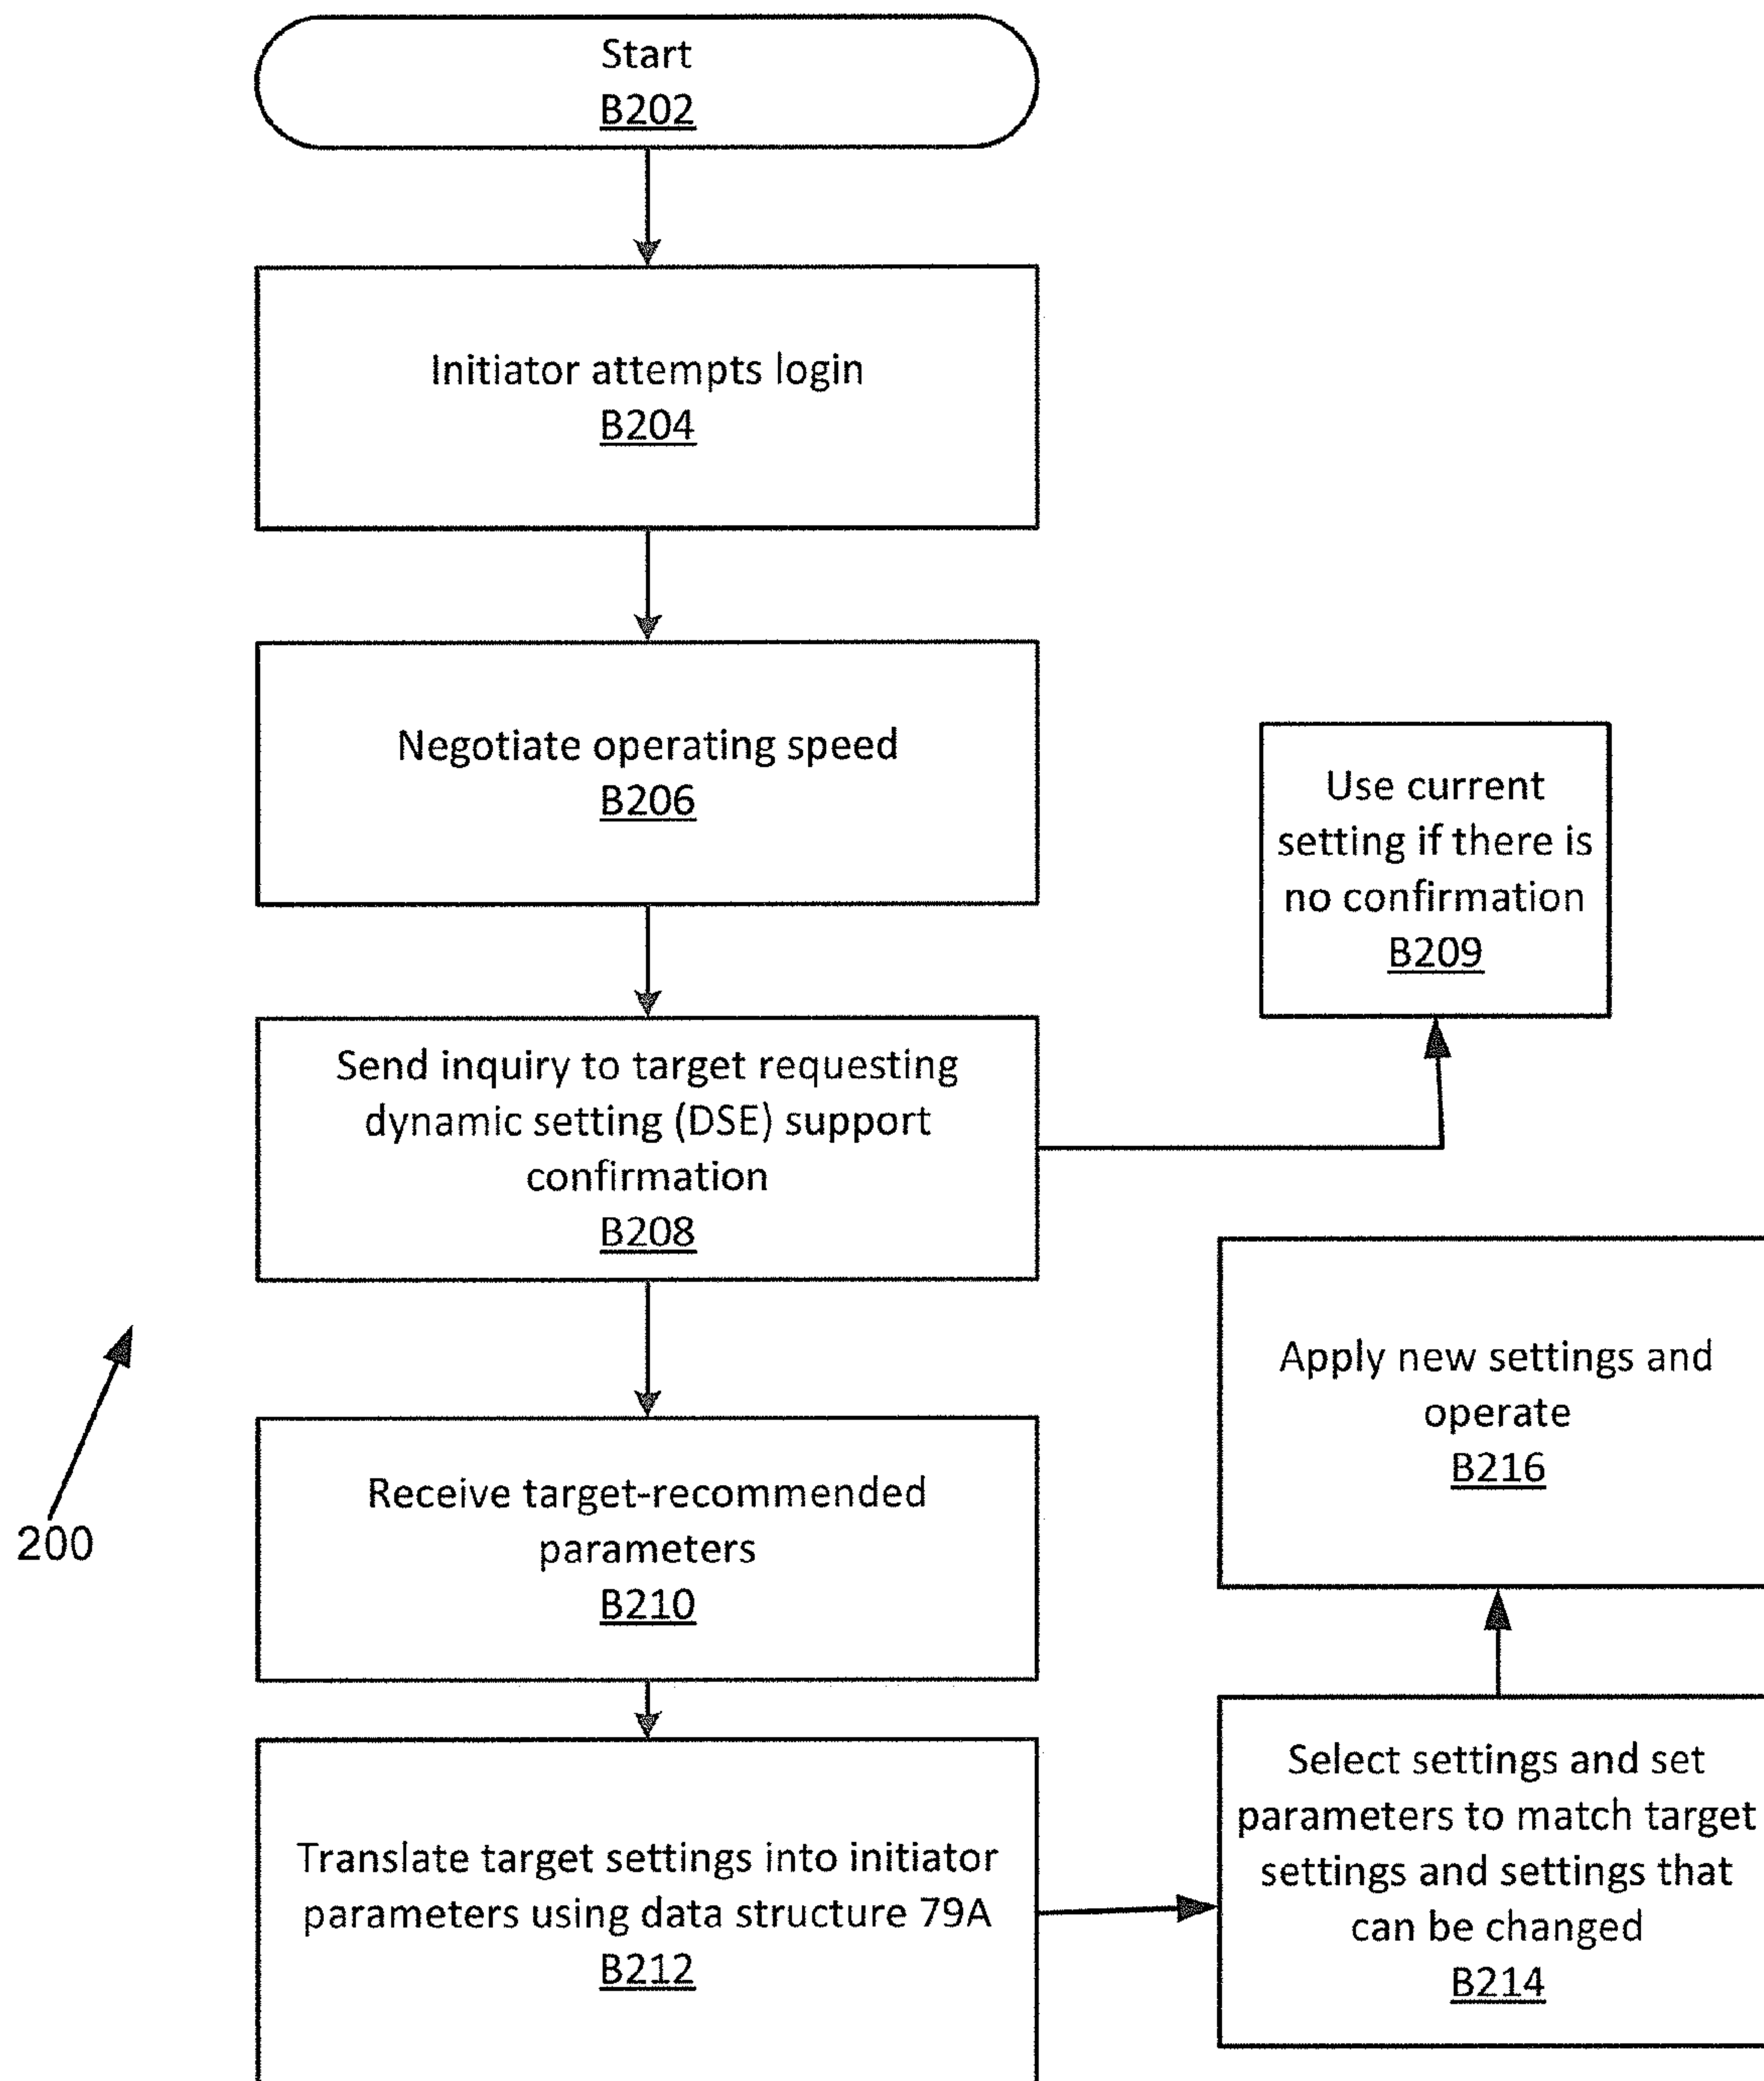 Start
B202
Initiator attempts login
B204
Negotiate operating speed
B206
Use current
setting if there is
no confirmation
B209
Send inquiry to target requesting
dynamic setting (DSE) support
confirmation
B208
Receive target-recommended
parameters
B210
Translate target settings into initiator
parameters using data structure 79A
B212
Select settings and set
parameters to match target
settings and settings that
can be changed
B214
Apply new settings and
operate
B216
200